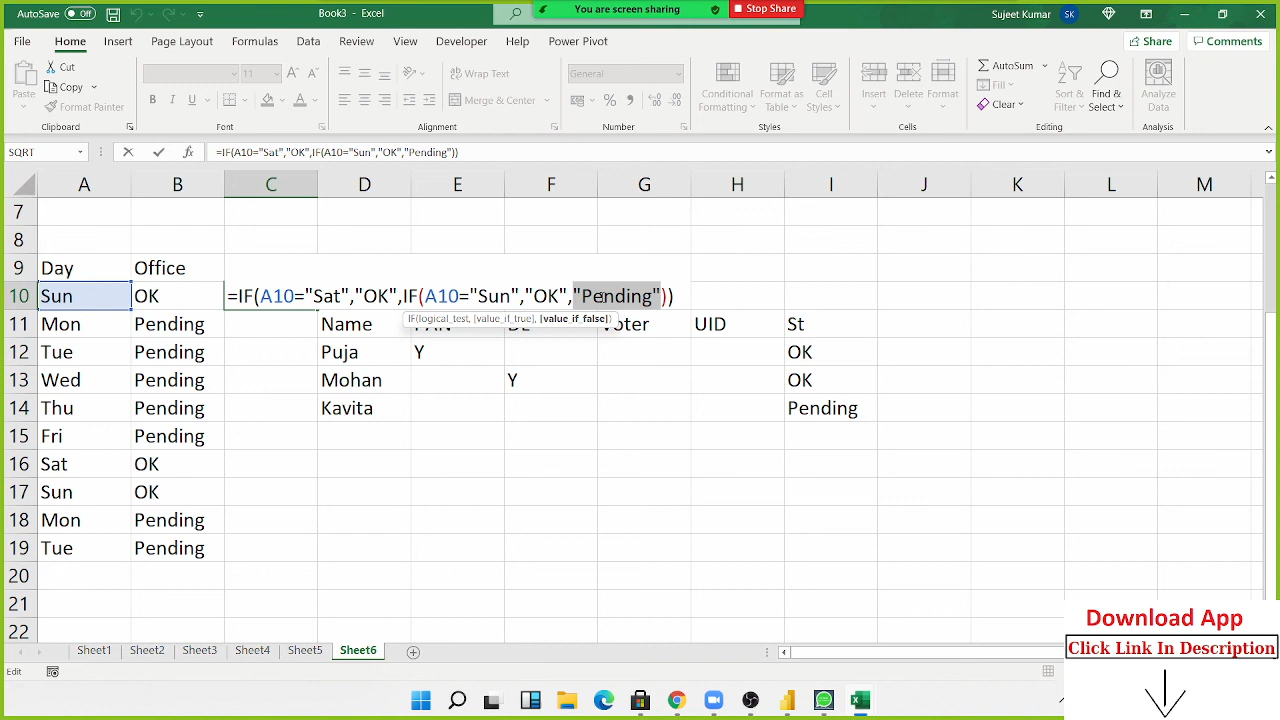 AutoSave Off
Book3 - Excel
You are screen sharing
Stop Share
Sujeet Kumar SK
File Home Insert Page Layout Formulas Data Review View Developer Help Power Pivot
Share Comments
Paste
Cut
Copy
Format Painter
Clipboard
11
B I U
Font
Wrap Text
Merge & Center
Alignment
General
Number
Conditional Formatting
Format as Table
Cell Styles
Styles
Insert Delete Format
Cells
AutoSum
Fill
Clear
Sort & Filter
Find & Select
Editing
Analyze Data
Analysis
SQRT
=IF(A10="Sat","OK",IF(A10="Sun","OK","Pending"))
A B C D E F G H I J K L M
7
8
9 Day Office
10 Sun OK =IF(A10="Sat","OK",IF(A10="Sun","OK","Pending"))
IF(logical_test, [value_if_true], [value_if_false])
11 Mon Pending Name UID St
12 Tue Pending Puja Y OK
13 Wed Pending Mohan Y OK
14 Thu Pending Kavita Pending
15 Fri Pending
16 Sat OK
17 Sun OK
18 Mon Pending
19 Tue Pending
20
21
22
Download App
Click Link In Description
Sheet1 Sheet2 Sheet3 Sheet4 Sheet5 Sheet6
Edit